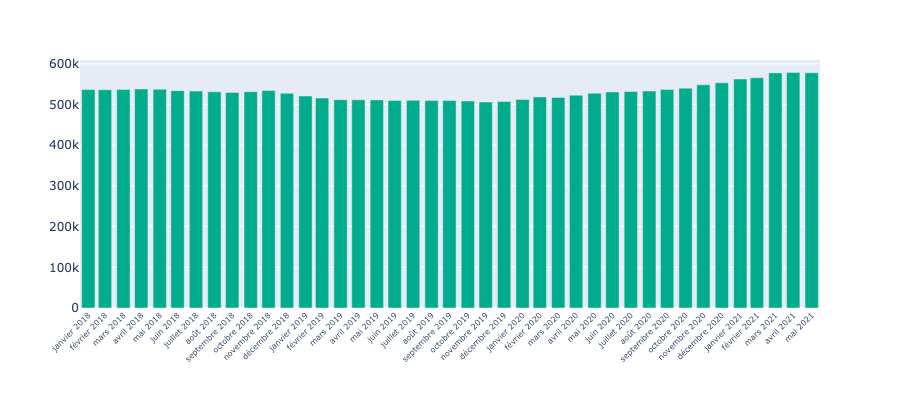 600k
500k
400k
300k
200k
100k
0
janvier 2018
février 2018
mars 2018
avril 2018
mai 2018
juin 2018
juillet 2018
août 2018
septembre 2018
octobre 2018
novembre 2018
décembre 2018
janvier 2019
février 2019
mars 2019
avril 2019
mai 2019
juin 2019
juillet 2019
août 2019
septembre 2019
octobre 2019
novembre 2019
décembre 2019
janvier 2020
février 2020
mars 2020
avril 2020
mai 2020
juin 2020
juillet 2020
août 2020
septembre 2020
octobre 2020
novembre 2020
décembre 2020
janvier 2021
février 2021
mars 2021
avril 2021
mai 2021